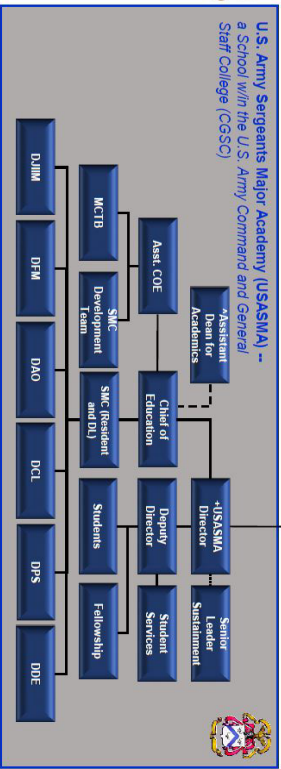 U.S. Army Sergeants Major Academy (USASMA) --
a School w/in the U.S. Army Command and General
Staff College (CGSC)
^Assistant
Dean for
Academics
+USASMA
Director
Senior
Leader
Sustainment
Asst. COE
Chief of
Education
Deputy
Director
Student
Services
MCTB
SMC
Development
Team
SMC (Resident
and DL)
Students
Fellowship
DJIIM
DFM
DAO
DCL
DPS
DDE